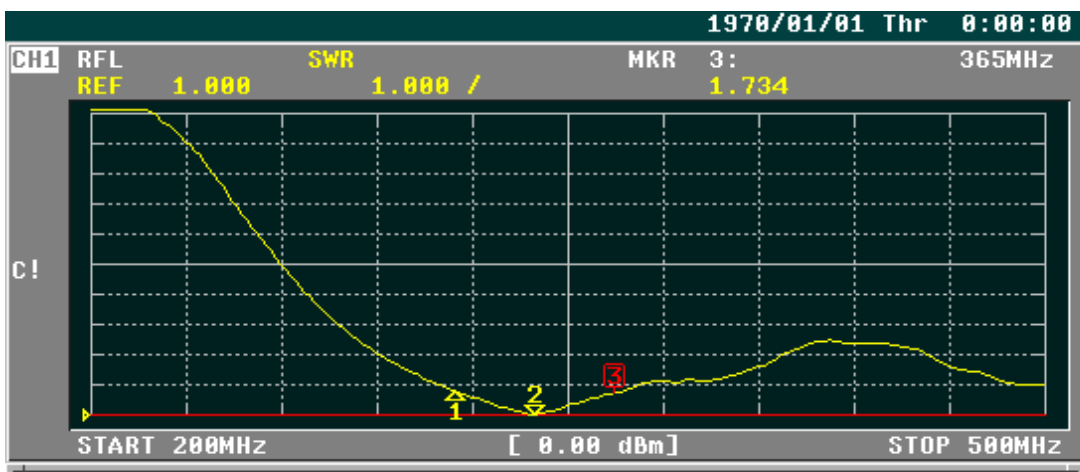 1970/01/01 Thr 0:00:00
CH1 RFL SWR MKR 3: 365MHz
REF 1.000 1.000 / 1.734
C!
3
2
1
START 200MHz [ 0.00 dBm] STOP 500MHz